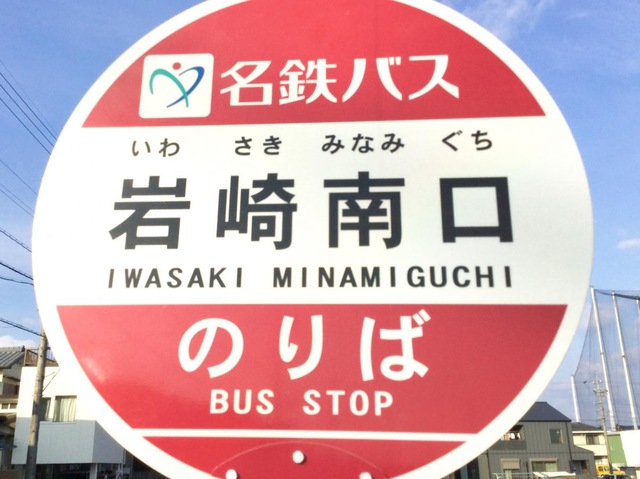 名鉄バス
いわ さき みなみ ぐち
岩崎南口
IWASAKI MINAMIGUCHI
のりば
BUS STOP